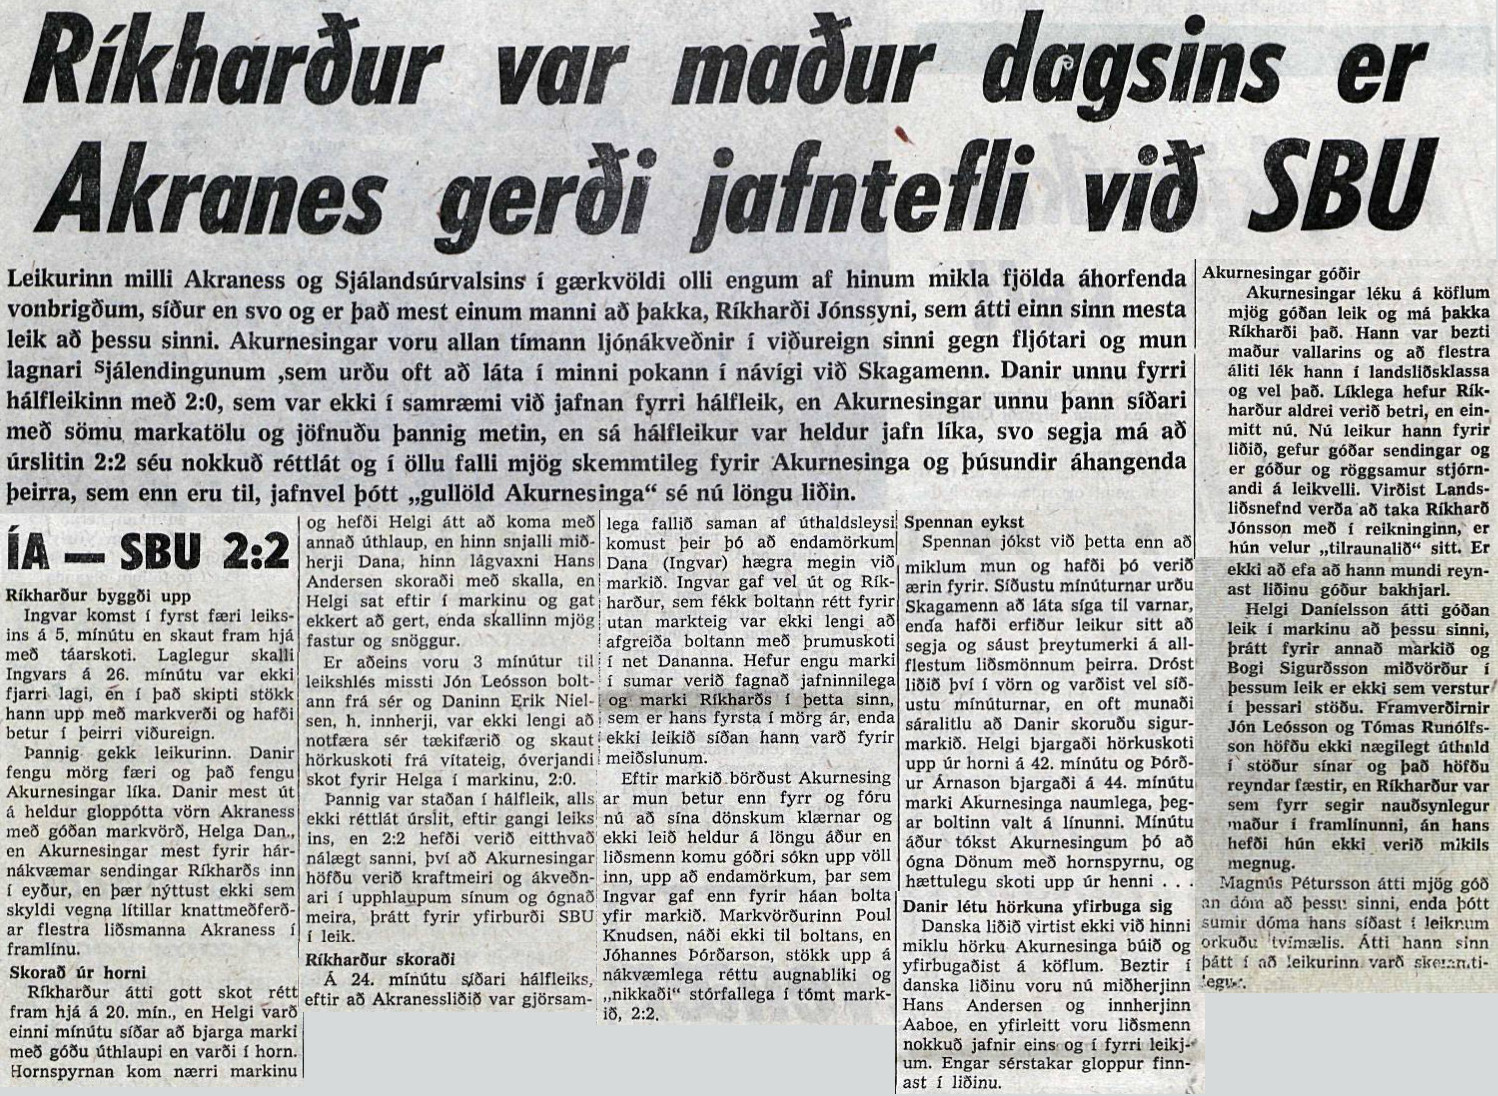 Ríkharður var maður dagsins er
Akranes gerði jafntefli við SBU
Leikurinn milli Akraness og Sjálandsúrvalsins í gærkvöldi olli engum af hinum mikla fjölda áhorfenda
vonbrigðum, síður en svo og er það mest einum manni að þakka, Ríkharði Jónssyni, sem átti einn sinn mesta
leik að þessu sinni. Akurnesingar voru allan tímann ljónákveðnir í viðureign sinni gegn fljótari og mun
lagnari Sjálendingunum ,sem urðu oft að láta í minni pokann í návígi við Skagamenn. Danir unnu fyrri
hálfleikinn með 2:0, sem var ekki í samræmi við jafnan fyrri hálfleik, en Akurnesingar unnu þann síðari
með sömu markatölu og jöfnuðu þannig metin, en sá hálfleikur var heldur jafn líka, svo segja má að
úrslitin 2:2 séu nokkuð réttlát og í öllu falli mjög skemmtileg fyrir Akurnesinga og þúsundir áhangenda
þeirra, sem enn eru til, jafnvel þótt „gullöld Akurnesinga“ sé nú löngu liðin.
ÍA — SBU 2:2
Ríkharður byggði upp
Ingvar komst í fyrst færi leiks-
ins á 5. mínútu en skaut fram hjá
með táarskoti. Laglegur skalli
Ingvars á 26. mínútu var ekki
fjarri lagi, en í það skipti stökk
hann upp með markverði og hafði
betur í þeirri viðureign.
Þannig gekk leikurinn. Danir
fengu mörg færi og það fengu
Akurnesingar líka. Danir mest út
á heldur gloppótta vörn Akraness
með góðan markvörð, Helga Dan.,
en Akurnesingar mest fyrir hár-
nákvæmar sendingar Ríkharðs inn
í eyður, en þær nýttust ekki sem
skyldi vegna lítillar knattmeðferð-
ar flestra liðsmanna Akraness í
framlínu.
Skorað úr horni
Ríkharður átti gott skot rétt
fram hjá á 20. mín., en Helgi varð
einni mínútu síðar að bjarga marki
með góðu úthlaupi en varði í horn.
Hornspyrnan kom nærri markinu
og hefði Helgi átt að koma með
annað úthlaup, en hinn snjalli mið-
herji Dana, hinn lágvaxni Hans
Andersen skoraði með skalla, en
Helgi sat eftir í markinu og gat
ekkert að gert, enda skallinn mjög
fastur og snöggur.
Er aðeins voru 3 mínútur til
leikshlés missti Jón Leósson bolt-
ann frá sér og Daninn Erik Niel-
sen, h. innherji, var ekki lengi að
notfæra sér tækifærið og skaut
hörkuskoti frá vítateig, óverjandi
skot fyrir Helga í markinu, 2:0.
Þannig var staðan í hálfleik, alls
ekki réttlát úrslit, eftir gangi leiks
ins, en 2:2 hefði verið eitthvað
nálægt sanni, því að Akurnesingar
höfðu verið kraftmeiri og ákveðn-
ari í upphlaupum sínum og ógnað
meira, þrátt fyrir yfirburði SBU
í leik.
Ríkharður skoraði
Á 24. mínútu síðari hálfleiks,
eftir að Akranessliðið var gjörsam-
lega fallið saman af úthaldsleysi
komust þeir þó að endamörkum
Dana (Ingvar) hægra megin við
markið. Ingvar gaf vel út og Rík-
harður, sem fékk boltann rétt fyrir
utan markteig var ekki lengi að
afgreiða boltann með þrumuskoti
í net Dananna. Hefur engu marki
í sumar verið fagnað jafninnilega
og marki Ríkharðs í þetta sinn,
sem er hans fyrsta í mörg ár, enda
ekki leikið síðan hann varð fyrir
meiðslunum.
Eftir markið börðust Akurnesing
ar mun betur enn fyrr og fóru
nú að sína dönskum klærnar og
ekki leið heldur á löngu áður en
liðsmenn komu góðri sókn upp völl
inn, upp að endamörkum, þar sem
Ingvar gaf enn fyrir háan bolta
yfir markið. Markvörðurinn Poul
Knudsen, náði ekki til boltans, en
Jóhannes Þórðarson, stökk upp á
nákvæmlega réttu augnabliki og
„nikkaði“ stórfallega í tómt mark-
ið, 2:2.
Spennan eykst
Spennan jókst við þetta enn að
miklum mun og hafði þó verið
ærin fyrir. Síðustu mínúturnar urðu
Skagamenn að láta síga til varnar,
enda hafði erfiður leikur sitt að
segja og sáust þreytumerki á all-
flestum liðsmönnum þeirra. Dróst
liðið því í vörn og varðist vel síð-
ustu mínúturnar, en oft munaði
sáralitlu að Danir skoruðu sigur-
markið. Helgi bjargaði hörkuskoti
upp úr horni á 42. mínútu og Þórð-
ur Árnason bjargaði á 44. mínútu
marki Akurnesinga naumlega, þeg-
ar boltinn valt á línunni. Mínútu
áður tókst Akurnesingum þó að
ógna Dönum með hornspyrnu, og
hættulegu skoti upp úr henni . . .
Danir létu hörkuna yfirbuga sig
Danska liðið virtist ekki við hinni
miklu hörku Akurnesinga búið og
yfirbugaðist á köflum. Beztir í
danska liðinu voru nú miðherjinn
Hans Andersen og innherjinn
Aaboe, en yfirleitt voru liðsmenn
nokkuð jafnir eins og í fyrri leikj-
um. Engar sérstakar gloppur finn-
ast í liðinu.
Akurnesingar góðir
Akurnesingar léku á köflum
mjög góðan leik og má þakka
Ríkharði það. Hann var bezti
maður vallarins og að flestra
áliti lék hann í landsliðsklassa
og vel það. Líklega hefur Rík-
harður aldrei verið betri, en ein-
mitt nú. Nú leikur hann fyrir
liðið, gefur góðar sendingar og
er góður og röggsamur stjórn-
andi á leikvelli. Virðist Lands-
liðsnefnd verða að taka Ríkharð
Jónsson með í reikninginn, er
hún velur „tilraunalið“ sitt. Er
ekki að efa að hann mundi reyn-
ast liðinu góður bakhjarl.
Helgi Daníelsson átti góðan
leik í markinu að þessu sinni,
þrátt fyrir annað markið og
Bogi Sigurðsson miðvörður í
þessum leik er ekki sem verstur
í þessari stöðu. Framverðirnir
Jón Leósson og Tómas Runólfs-
son höfðu ekki nægilegt úthald
í stöður sínar og það höfðu
reyndar fæstir, en Ríkharður var
sem fyrr segir nauðsynlegur
maður í framlínunni, án hans
hefði hún ekki verið mikils
megnug.
Magnús Pétursson átti mjög góð
an dóm að þessu sinni, enda þótt
sumir dóma hans síðast í leiknum
orkuðu tvímælis. Átti hann sinn
þátt í að leikurinn varð skemmti-
legur.